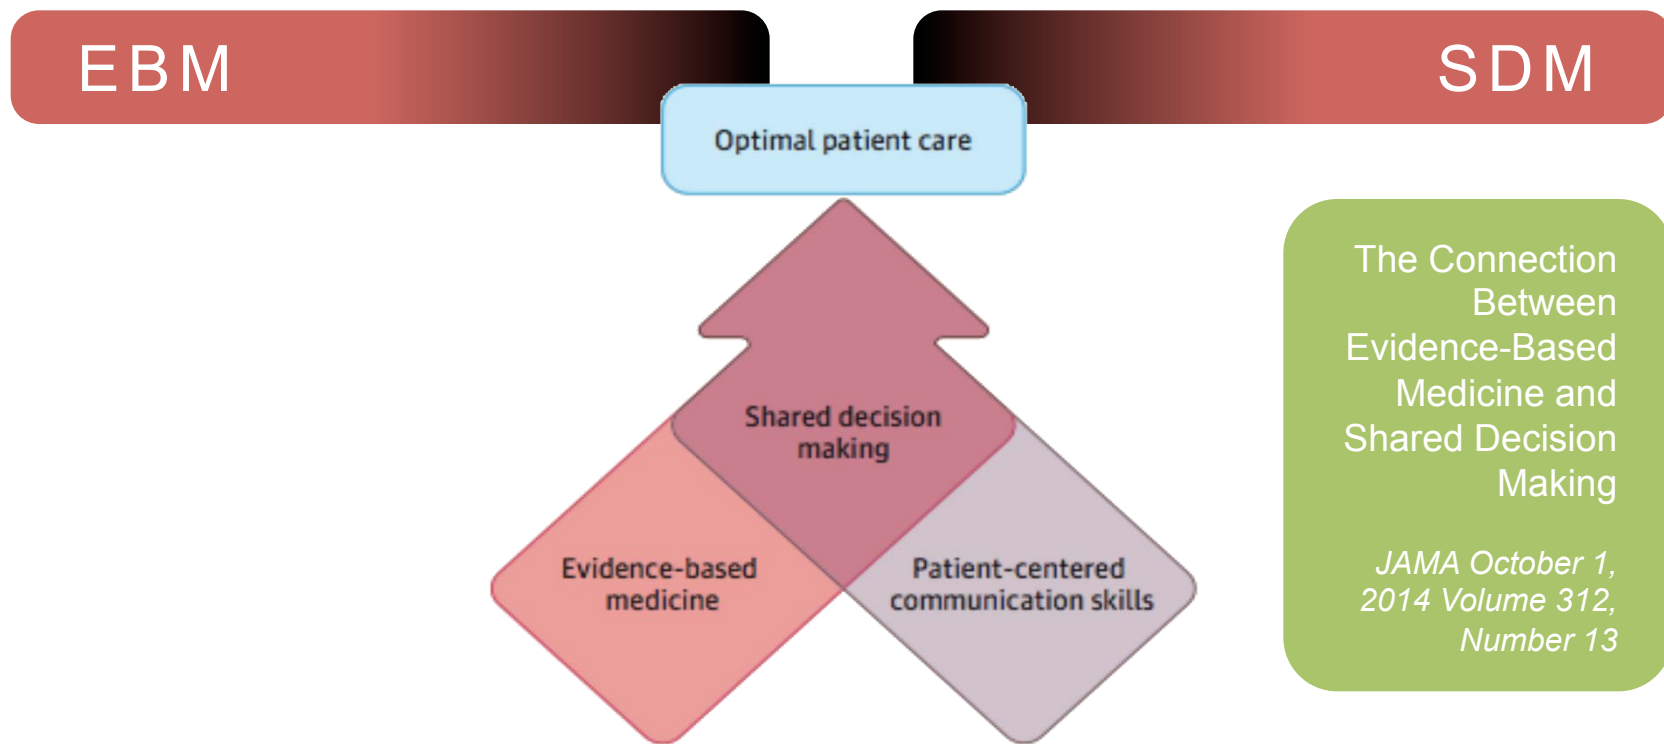 EBM
SDM
Optimal patient care
Shared decision
making
Evidence-based
medicine
Patient-centered
communication skills
The Connection
Between
Evidence-Based
Medicine and
Shared Decision
Making
JAMA October 1,
2014 Volume 312,
Number 13